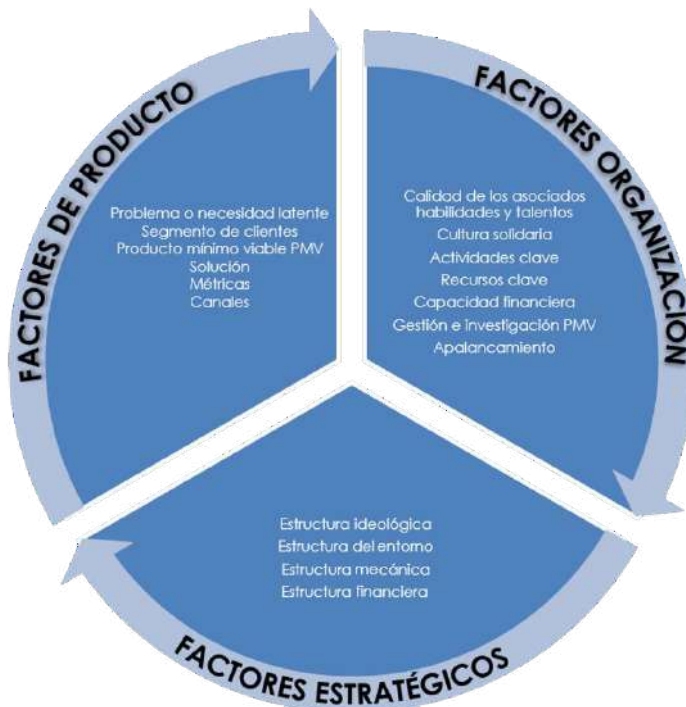 FACTORES DE PRODUCTO
Problema o necesidad latente
Segmento de clientes
Producto mínimo viable PMV
Solución
Métricas
Canales
FACTORES ORGANIZACIÓN
Calidad de los asociados
habilidades y talentos
Cultura solidaria
Actividades clave
Recursos clave
Capacidad financiera
Gestión e investigación PMV
Apalancamiento
Estructura ideológica
Estructura del entorno
Estructura mecánica
Estructura financiera
FACTORES ESTRATÉGICOS